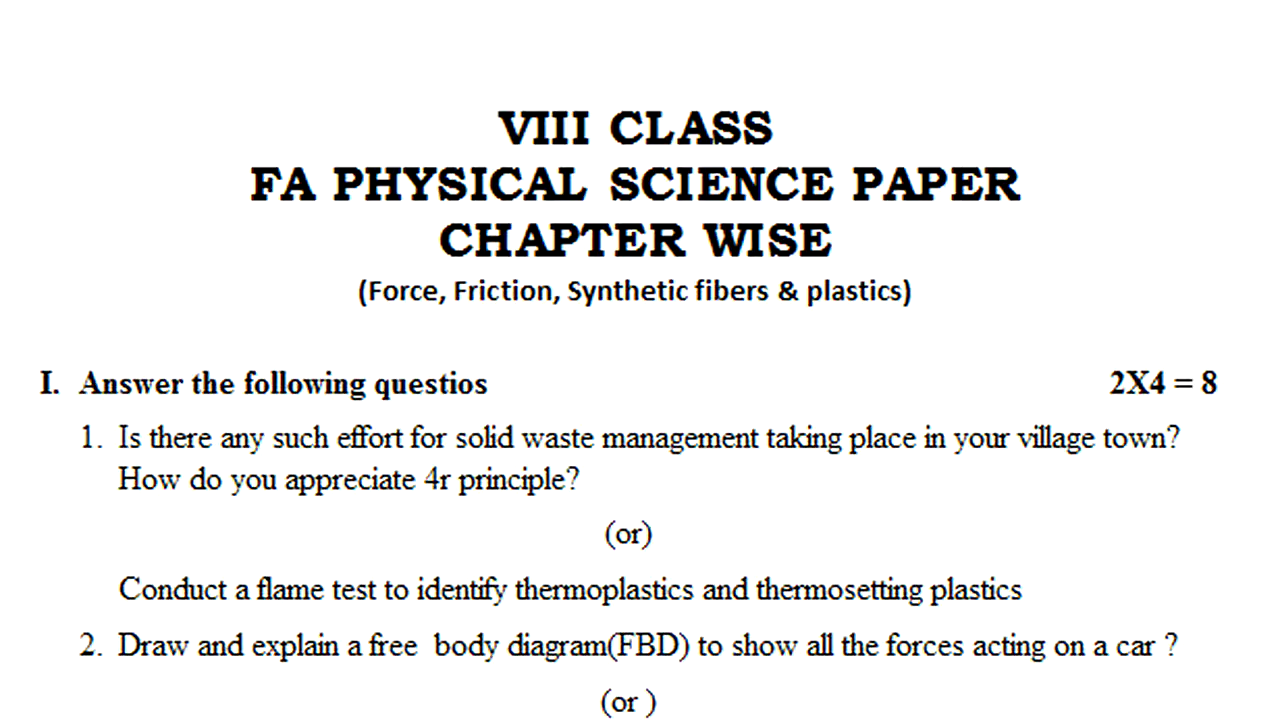 VIII CLASS
FA PHYSICAL SCIENCE PAPER
CHAPTER WISE
(Force, Friction, Synthetic fibers & plastics)
I. Answer the following questios 2X4 = 8
1. Is there any such effort for solid waste management taking place in your village town?
How do you appreciate 4r principle?
(or)
Conduct a flame test to identify thermoplastics and thermosetting plastics
2. Draw and explain a free body diagram(FBD) to show all the forces acting on a car ?
(or )